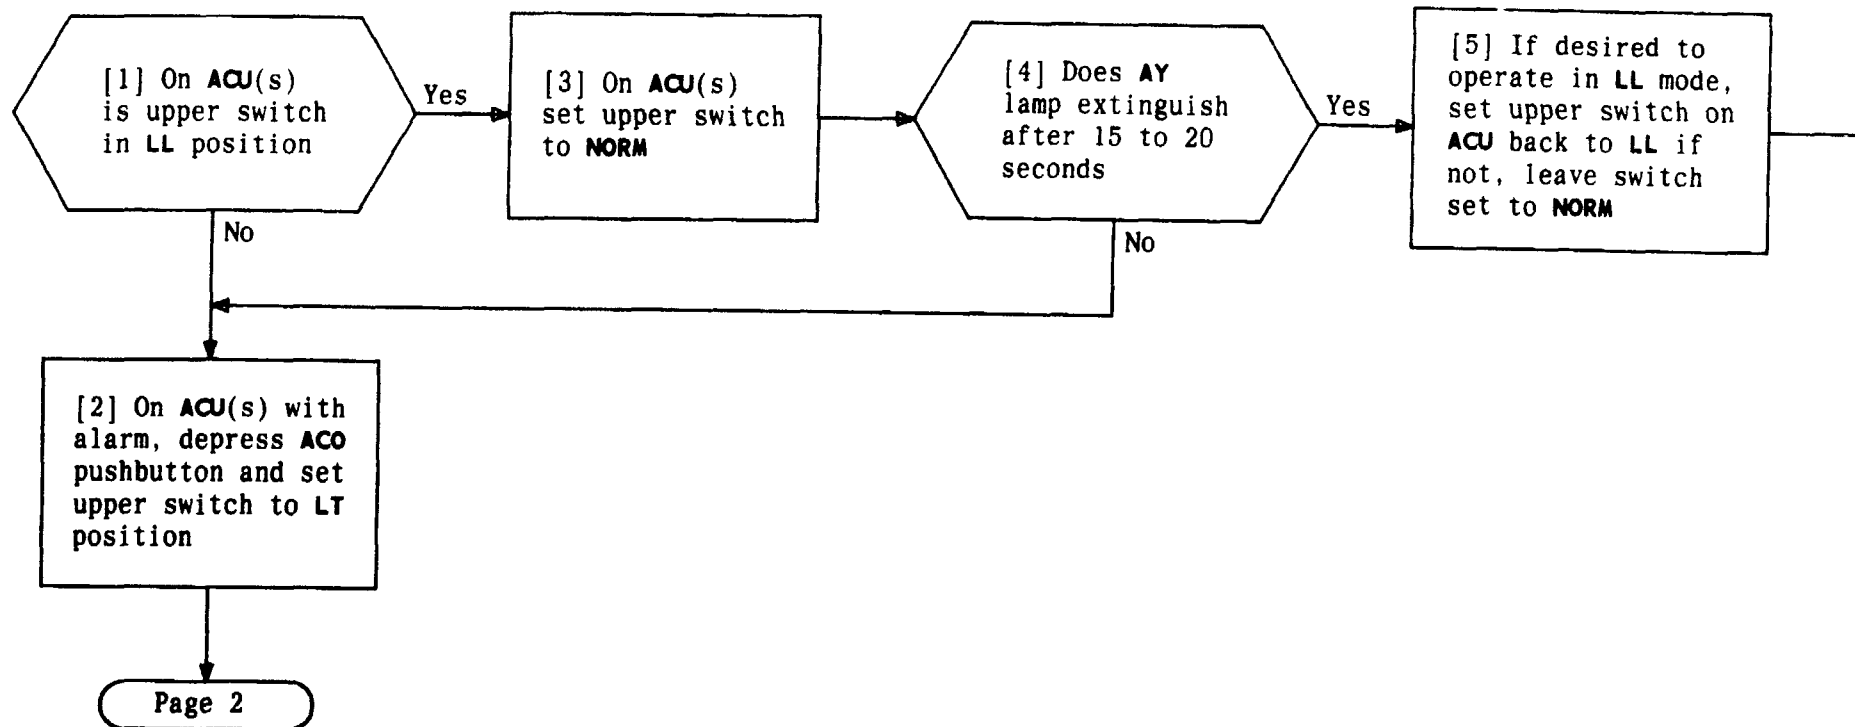 [1] On ACU(s)
is upper switch
in LL position
Yes
[3] On ACU(s)
set upper switch
to NORM
[4] Does AY
lamp extinguish
after 15 to 20
seconds
Yes
[5] If desired to
operate in LL mode,
set upper switch on
ACU back to LL if
not, leave switch
set to NORM
No
No
[2] On ACU(s) with
alarm, depress ACO
pushbutton and set
upper switch to LT
position
Page 2